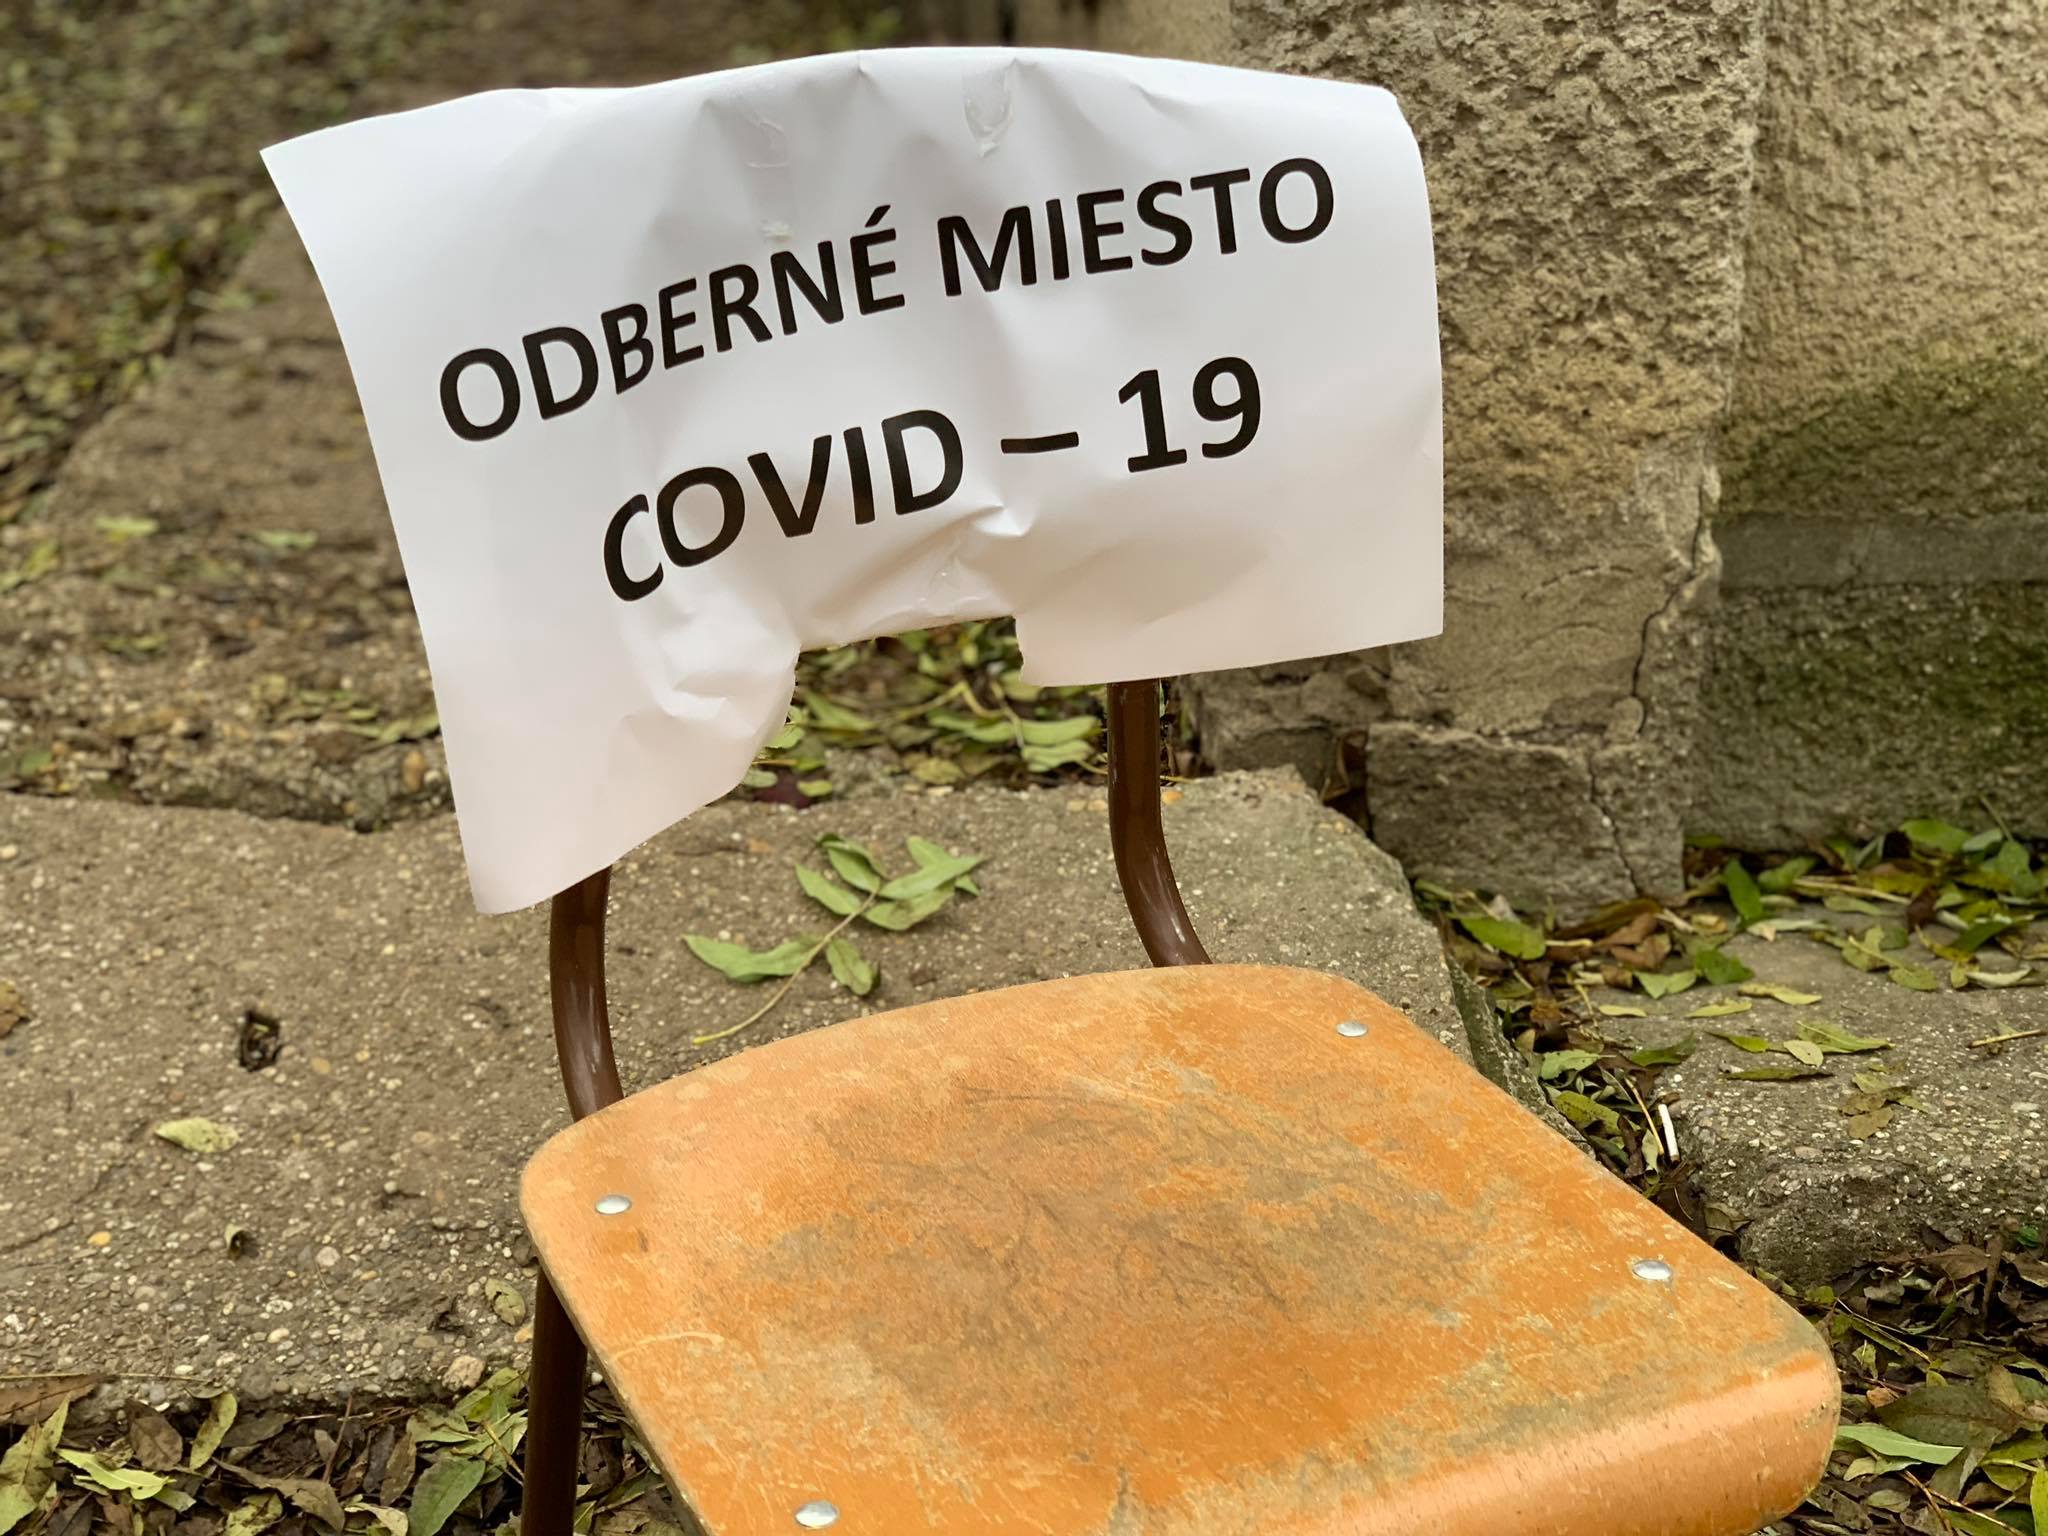 ODBERNÉ MIESTO
COVID – 19